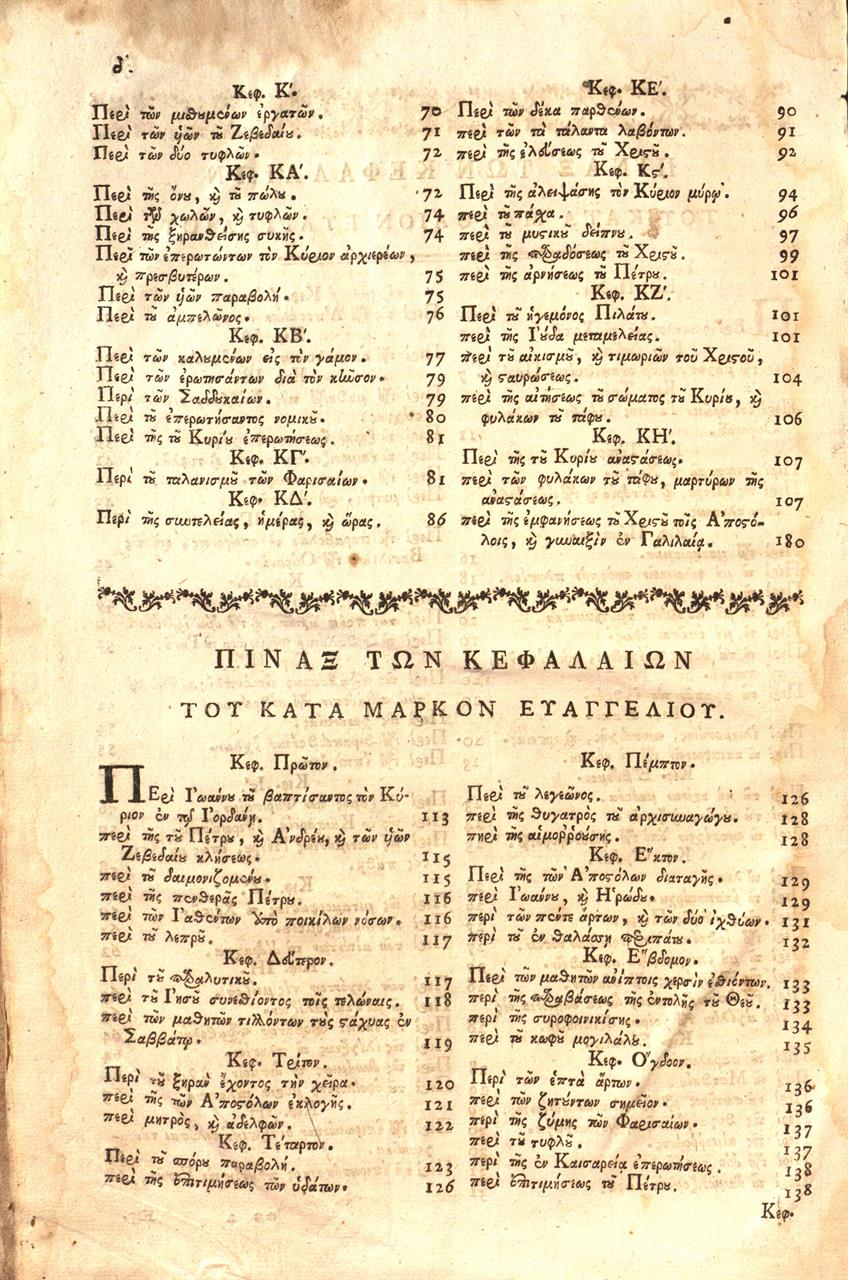 δ'.
Κεφ. Κ'.
Περὶ τῶν μιθυμένων ἐργατῶν. 70
Περὶ τῶν ἡῶν τοῦ Ζεβεδαίου. 71
Περὶ τῶν δύο τυφλῶν. 72
Κεφ. ΚΑ'.
Περὶ τῆς ὄνου, καὶ τοῦ πώλου. 72
Περὶ τῶν χωλῶν, καὶ τυφλῶν. 74
Περὶ τῆς ξηρανθείσης συκῆς. 74
Περὶ τῶν ἐπερωτώντων τὸν Κύριον ἀρχιερέων,
καὶ πρεσβυτέρων. 75
Περὶ τῶν ἡῶν παραβολή. 75
Περὶ τοῦ ἀμπελῶνος. 76
Κεφ. ΚΒ'.
Περὶ τῶν καλουμένων εἰς τὸν γάμον. 77
Περὶ τῶν ἐρωτησάντων διὰ τὸν κῆνσον. 79
Περὶ τῶν Σαδδουκαίων. 79
Περὶ τοῦ ἐπερωτήσαντος νομικοῦ. 80
Περὶ τῆς τοῦ Κυρίου ἐπερωτήσεως. 81
Κεφ. ΚΓ'.
Περὶ τοῦ ταλανισμοῦ τῶν Φαρισαίων. 81
Κεφ. ΚΔ'.
Περὶ τῆς συντελείας, ἡμέρας, καὶ ὥρας. 86
Κεφ. ΚΕ'.
Περὶ τῶν δέκα παρθένων. 90
περὶ τῶν τὰ τάλαντα λαβόντων. 91
περὶ τῆς ἐλεύσεως τοῦ Χριστοῦ. 92
Κεφ. Κϛ'.
Περὶ τῆς ἀλειψάσης τὸν Κύριον μύρῳ. 94
περὶ τοῦ πάσχα. 96
περὶ τοῦ μυστικοῦ δείπνου. 97
περὶ τῆς παραδόσεως τοῦ Χριστοῦ. 99
περὶ τῆς ἀρνήσεως τοῦ Πέτρου. 101
Κεφ. ΚΖ'.
Περὶ τοῦ ἡγεμόνος Πιλάτου. 101
περὶ τῆς Ἰούδα μεταμελείας. 101
περὶ τοῦ αἰκισμοῦ, καὶ τιμωριῶν τοῦ Χριστοῦ,
καὶ σταυρώσεως. 104
περὶ τῆς αἰτήσεως τοῦ σώματος τοῦ Κυρίου, καὶ
φυλάκων τοῦ τάφου. 106
Κεφ. ΚΗ'.
Περὶ τῆς τοῦ Κυρίου ἀναστάσεως. 107
περὶ τῶν φυλάκων τοῦ τάφου, μαρτύρων τῆς
ἀναστάσεως. 107
περὶ τῆς ἐμφανήσεως τοῦ Χριστοῦ τοῖς Ἀποστό-
λοις, καὶ γυναιξὶν ἐν Γαλιλαίᾳ. 180
ΠΙΝΑΞ ΤΩΝ ΚΕΦΑΛΑΙΩΝ
ΤΟΥ ΚΑΤΑ ΜΑΡΚΟΝ ΕΥΑΓΓΕΛΙΟΥ.
Κεφ. Πρῶτον.
ΠΕρὶ Ἰωάννου τοῦ βαπτίσαντος τὸν Κύ-
ριον ἐν τῷ Ἰορδάνῃ. 113
περὶ τῆς τοῦ Πέτρου, καὶ Ἀνδρέου, καὶ τῶν ἡῶν
Ζεβεδαίου κλήσεως. 115
περὶ τοῦ δαιμονιζομένου. 115
περὶ τῆς πενθερᾶς Πέτρου. 116
περὶ τῶν Ἰαθέντων ὑπὸ ποικίλων νόσων. 116
περὶ τοῦ λεπροῦ. 117
Κεφ. Δεύτερον.
Περὶ τοῦ παραλυτικοῦ. 117
περὶ τοῦ Ἰησοῦ συνεθίοντος τοῖς τελώναις. 118
περὶ τῶν μαθητῶν τιλλόντων τοὺς στάχυας ἐν
Σαββάτῳ. 119
Κεφ. Τρίτον.
Περὶ τοῦ ξηρὰν ἔχοντος τὴν χεῖρα. 120
περὶ τῆς τῶν Ἀποστόλων ἐκλογῆς. 121
περὶ μητρὸς, καὶ ἀδελφῶν. 122
Κεφ. Τέταρτον.
Περὶ τοῦ σπόρου παραβολή. 123
περὶ τῆς ἐπιτιμήσεως τῶν ὑδάτων. 126
Κεφ. Πέμπτον.
Περὶ τοῦ λεγεῶνος. 126
περὶ τῆς θυγατρὸς τοῦ ἀρχισυναγώγου. 128
πηρὶ τῆς αἱμορρούσης. 128
Κεφ. Ἕκτον.
Περὶ τῆς τῶν Ἀποστόλων διαταγῆς. 129
περὶ Ἰωάννου, καὶ Ἡρώδου. 129
περὶ τῶν πέντε ἄρτων, καὶ τῶν δύο ἰχθύων. 131
περὶ τοῦ ἐν θαλάσσῃ περιπάτου. 132
Κεφ. Ἕβδομον.
Περὶ τῶν μαθητῶν ἀνίπτοις χερσὶν ἐθιόντων. 133
περὶ τῆς παραβάσεως τῆς ἐντολῆς τοῦ Θεοῦ. 133
περὶ τῆς συροφοινικίσης. 134
περὶ τοῦ κωφοῦ μογιλάλου. 135
Κεφ. Ὄγδοον.
Περὶ τῶν ἑπτὰ ἄρτων. 136
περὶ τῶν ζητούντων σημεῖον. 136
περὶ τῆς ζύμης τῶν Φαρισαίων. 137
περὶ τοῦ τυφλοῦ. 137
περὶ τῆς ἐν Καισαρείᾳ ἐπερωτήσεως. 138
περὶ ἐπιτιμήσεως τοῦ Πέτρου. 138
Κεφ.